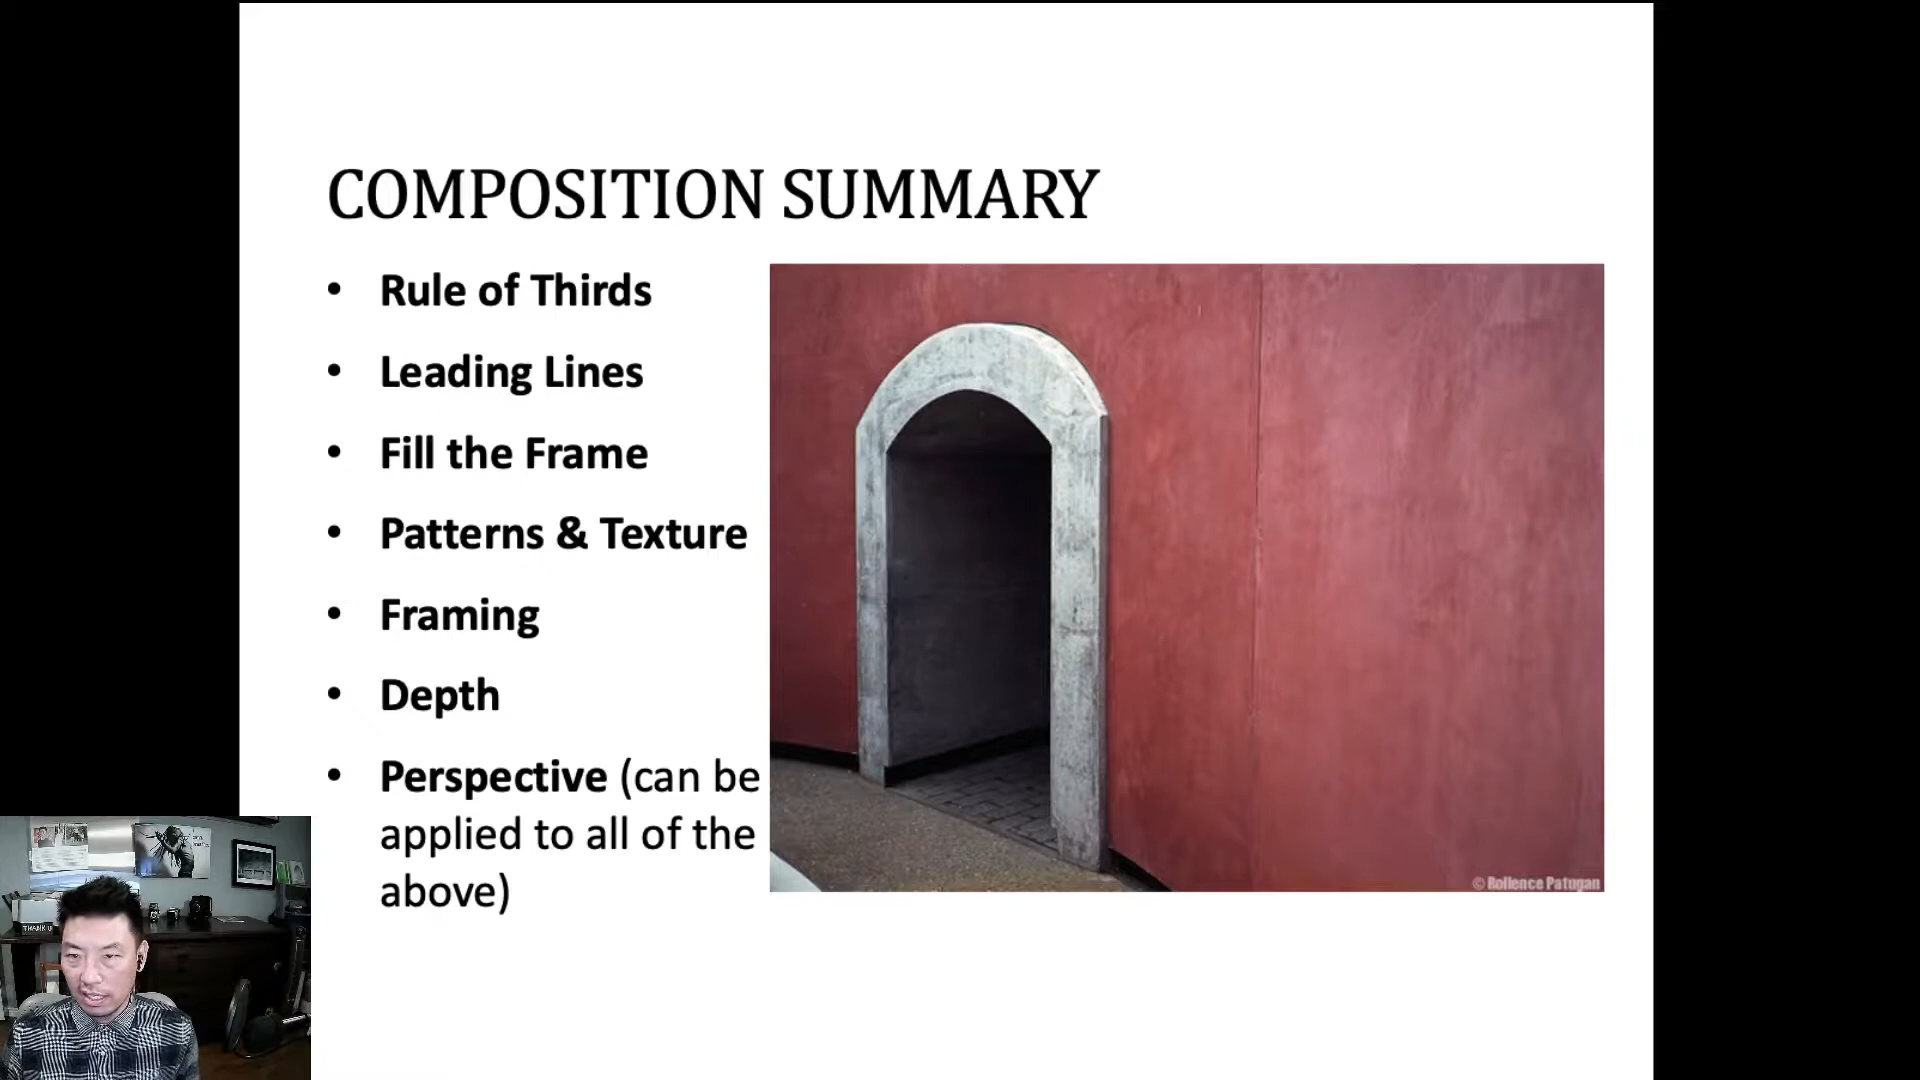 COMPOSITION SUMMARY
• Rule of Thirds
• Leading Lines
• Fill the Frame
• Patterns & Texture
• Framing
• Depth
• Perspective (can be
applied to all of the
above)
© Rollence Patugan
THANK U